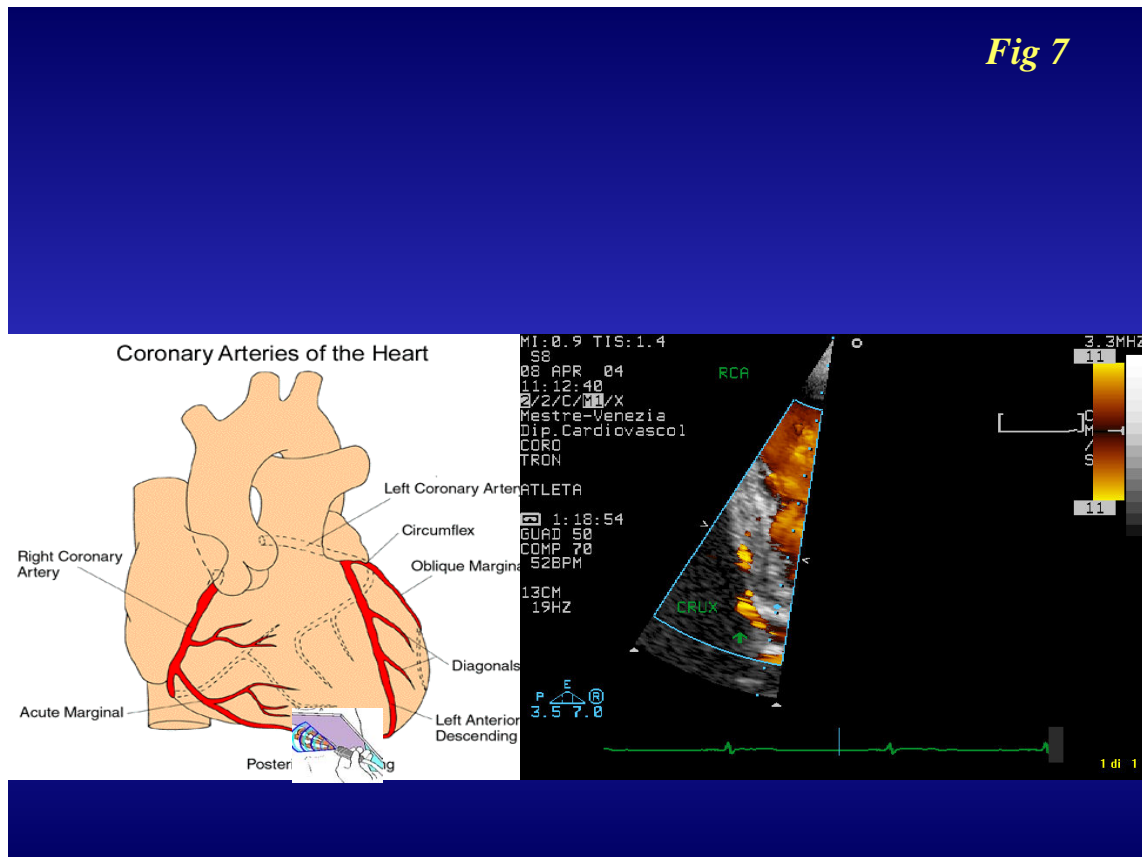 Fig 7
Coronary Arteries of the Heart
Left Coronary Arter
Circumflex
Right Coronary
Artery
Oblique Margina
Diagonals
Acute Marginal
Left Anterior
Descending
Posteri
g
MI:0.9 TIS:1.4
S8
08 APR 04
11:12:40
2/2/C/M1/X
Mestre-Venezia
Dip.Cardiovascol
CORO
TRON
ATLETA
1:18:54
GUAD 50
COMP 70
52BPM
13CM
19HZ
P E R
3.5 7.0
RCA
CRUX
3.3MHZ
11
11
1 di 1